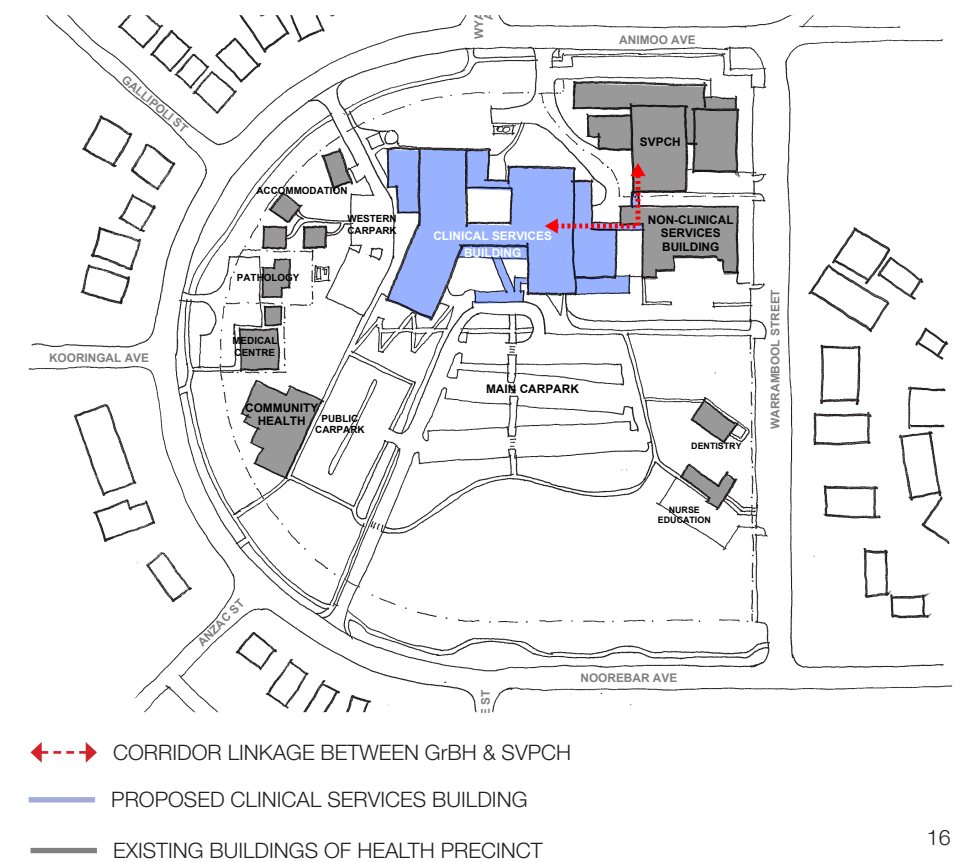 ANIMOO AVE
GALLIPOLI ST
SVPCH
ACCOMMODATION
WESTERN
CARPARK
NON-CLINICAL
SERVICES
BUILDING
CLINICAL SERVICES
BUILDING
PATHOLOGY
MEDICAL
CENTRE
KOORINGAL AVE
WARRAMBOOL STREET
MAIN CARPARK
COMMUNITY
HEALTH
PUBLIC
CARPARK
DENTISTRY
NURSE
EDUCATION
ANZAC ST
NOOREBAR AVE
CORRIDOR LINKAGE BETWEEN GrBH & SVPCH
PROPOSED CLINICAL SERVICES BUILDING
EXISTING BUILDINGS OF HEALTH PRECINCT
16